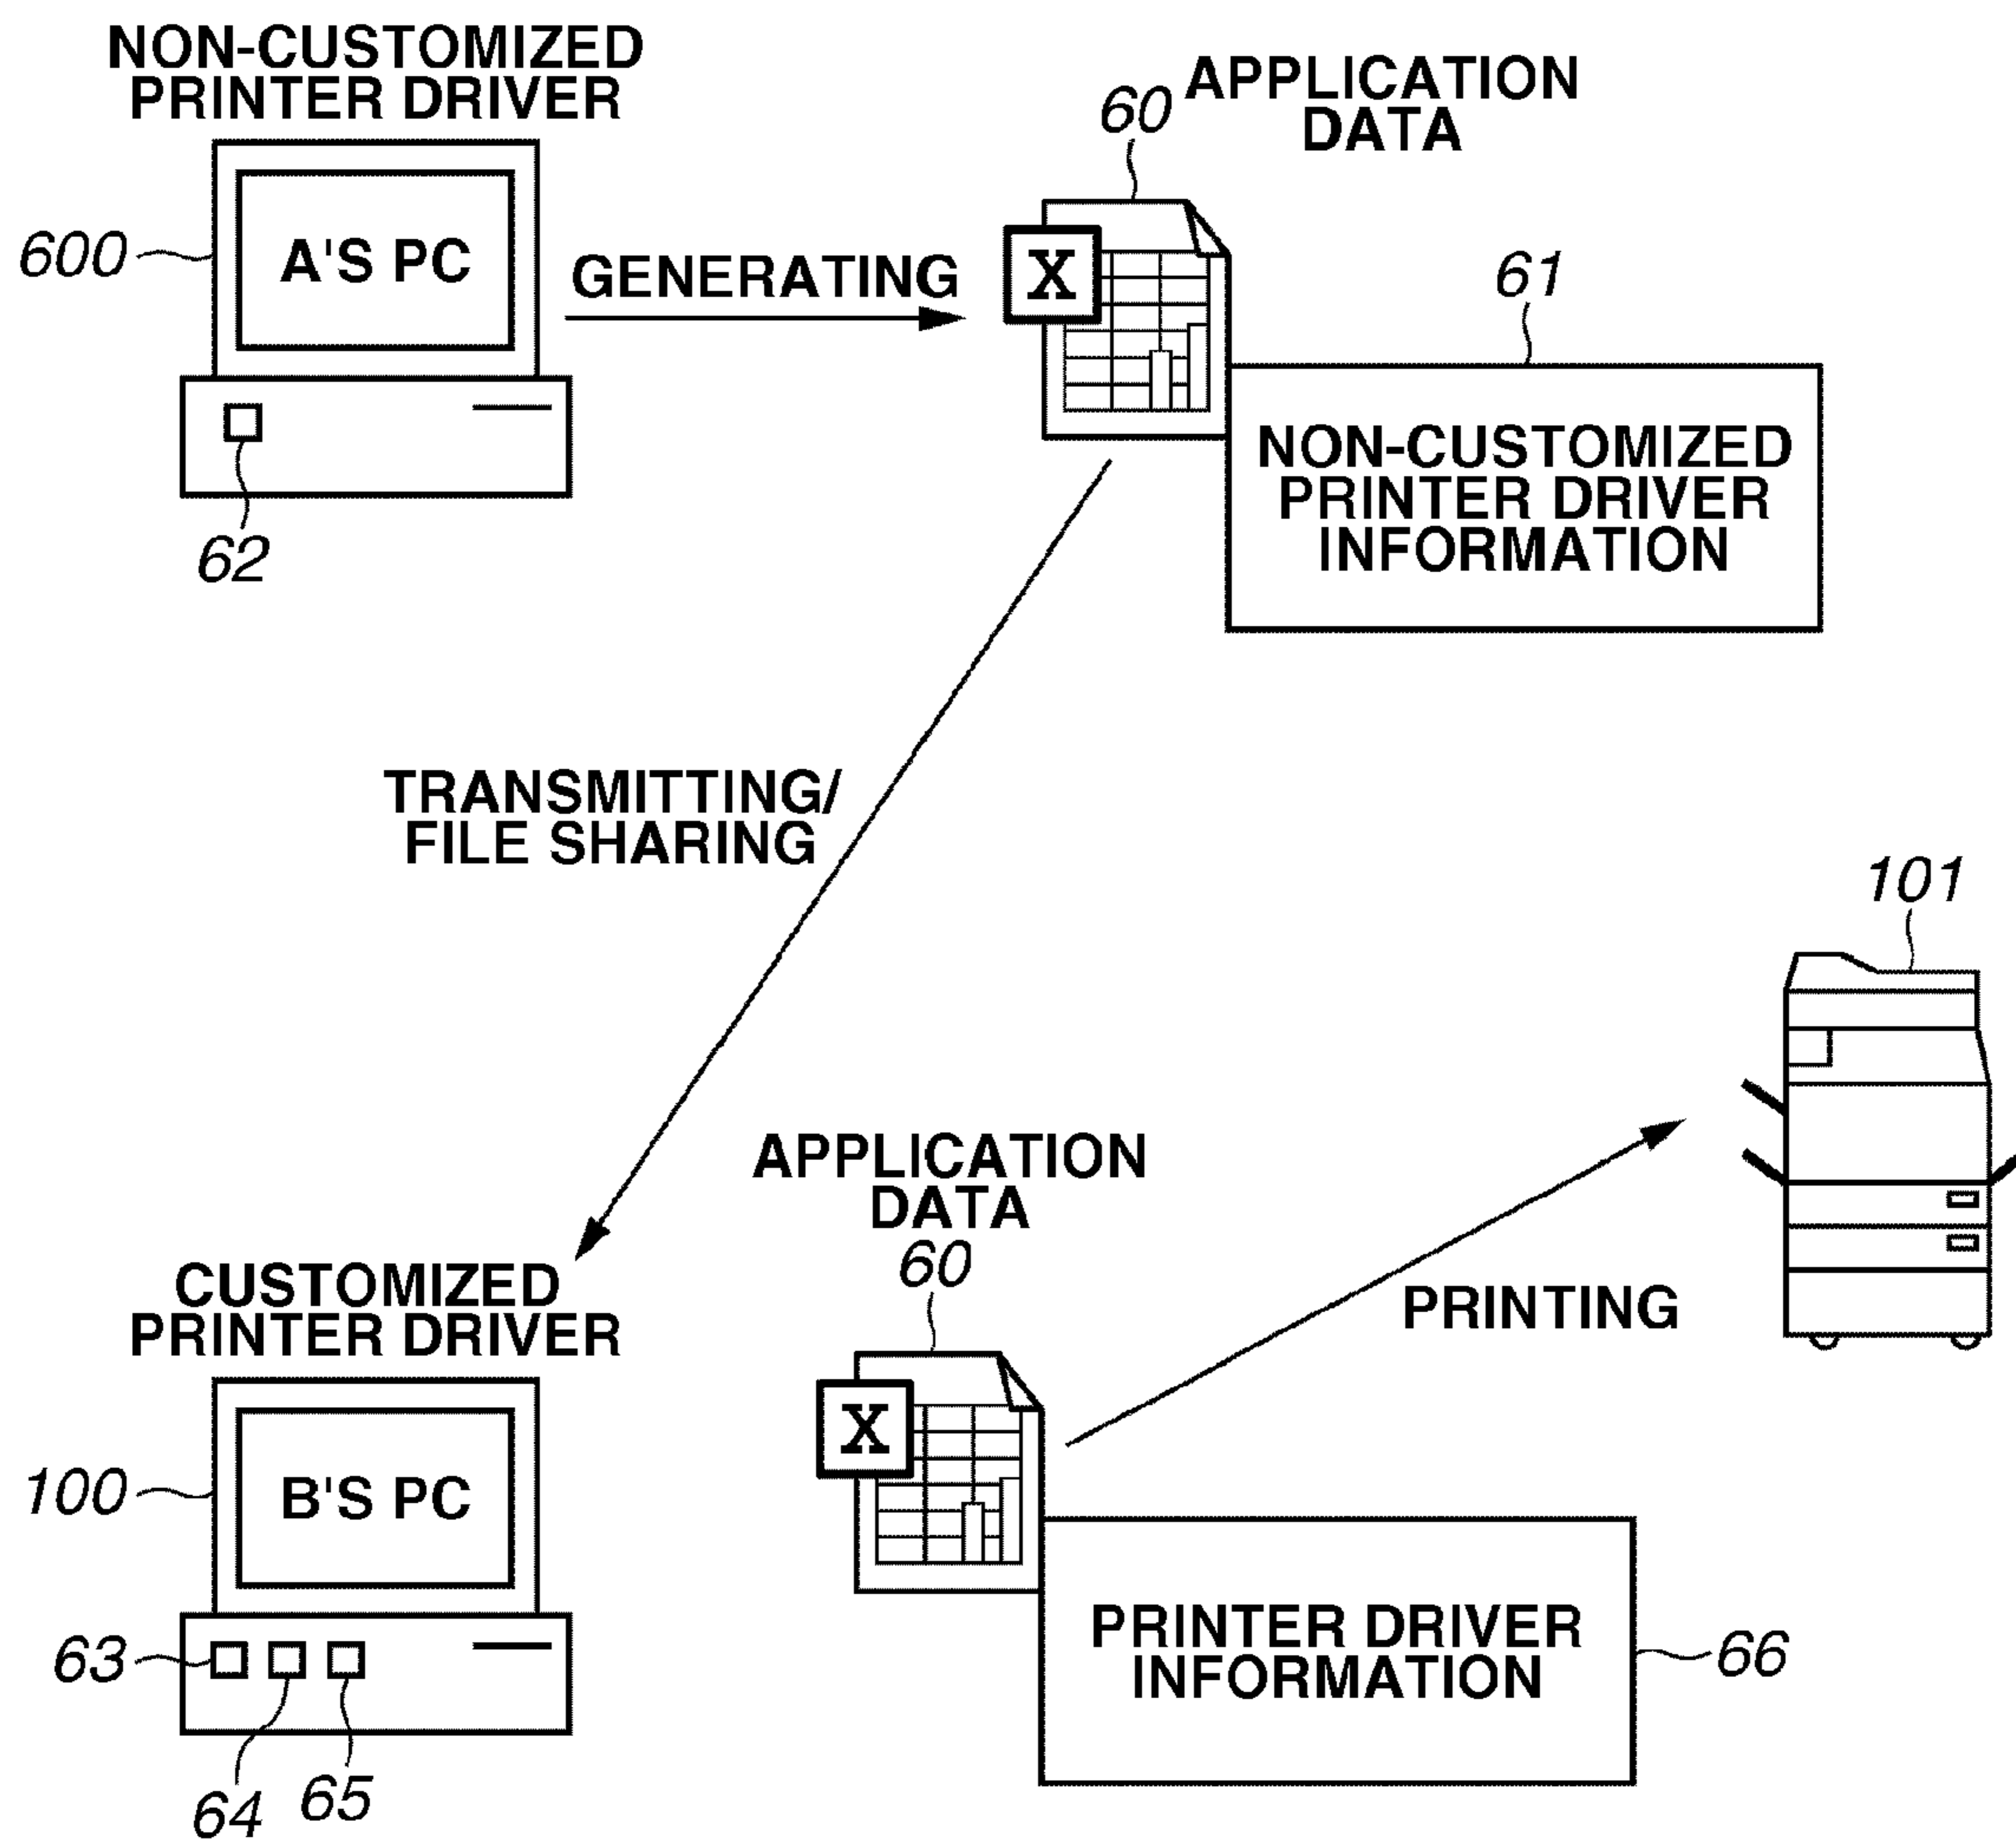 NON-CUSTOMIZED
PRINTER DRIVER
600
A'S PC
62
GENERATING
60
APPLICATION
DATA
X
61
NON-CUSTOMIZED
PRINTER DRIVER
INFORMATION
TRANSMITTING/
FILE SHARING
101
CUSTOMIZED
PRINTER DRIVER
100
B'S PC
63
64
65
APPLICATION
DATA
60
X
PRINTING
PRINTER DRIVER
INFORMATION
66